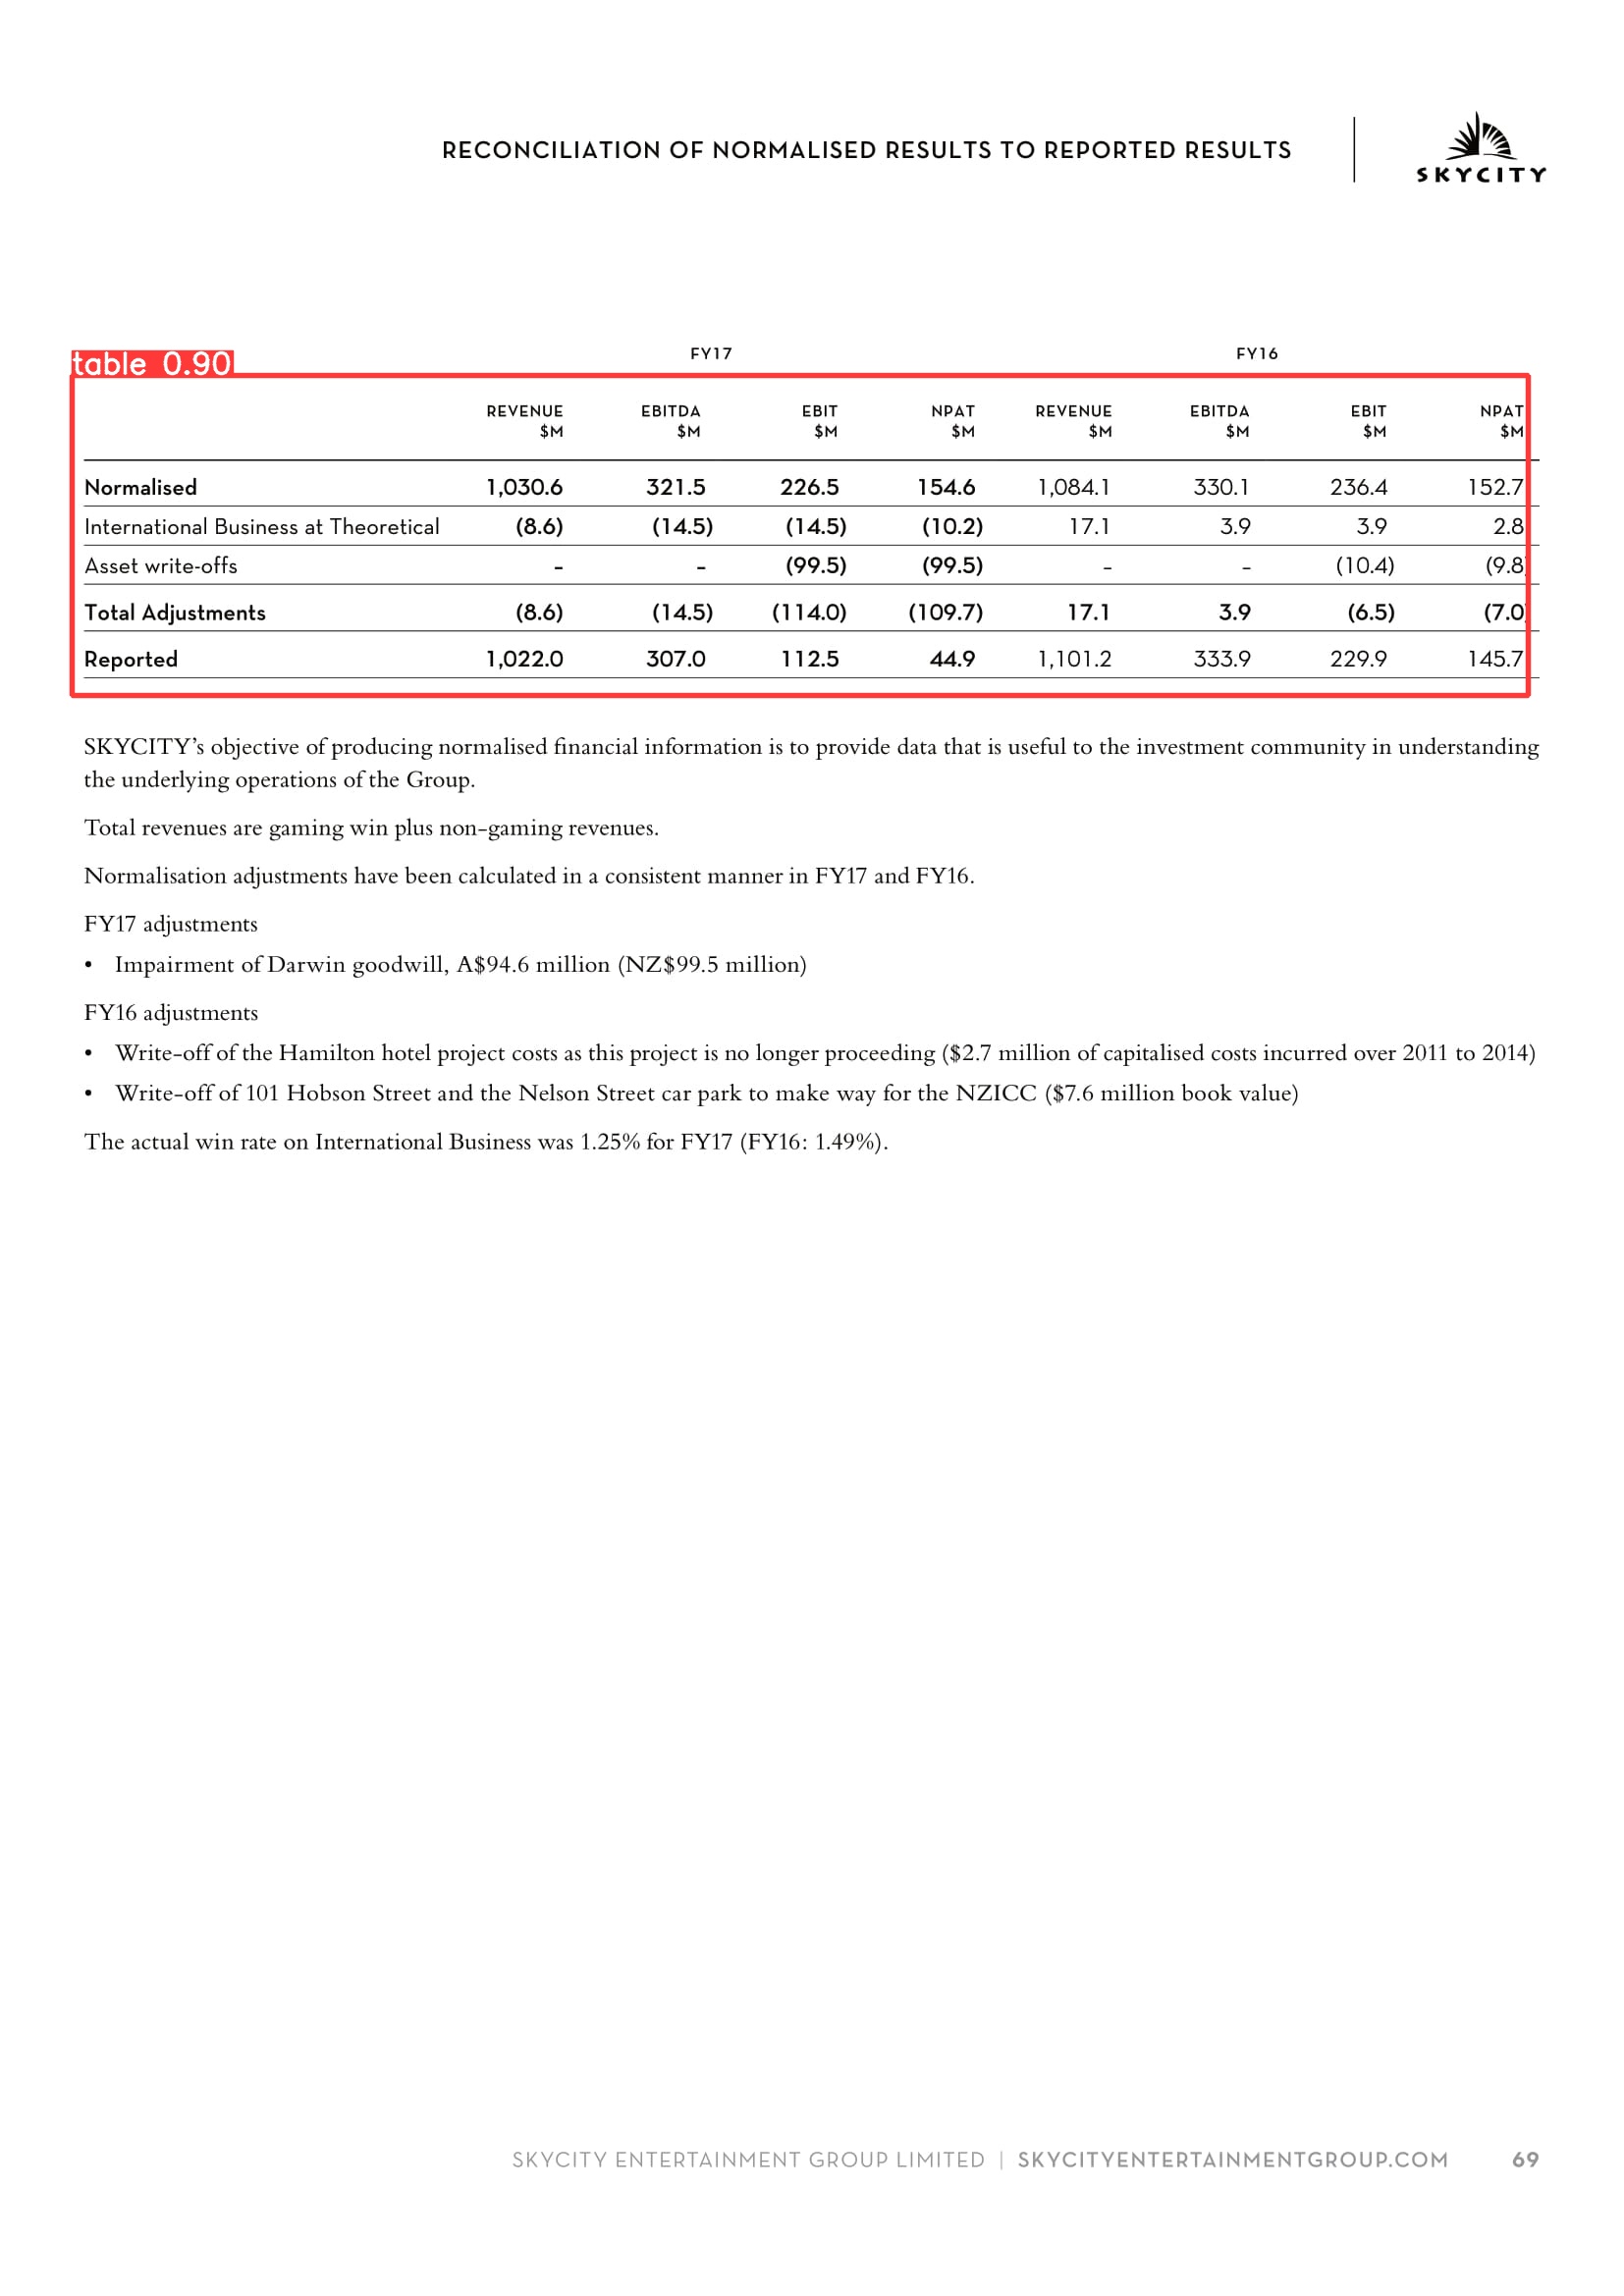 RECONCILIATION OF NORMALISED RESULTS TO REPORTED RESULTS
SKYCITY
table 0.90
FY17 FY16
REVENUE EBITDA EBIT NPAT REVENUE EBITDA EBIT NPAT
$M $M $M $M $M $M $M $M
Normalised 1,030.6 321.5 226.5 154.6 1,084.1 330.1 236.4 152.7
International Business at Theoretical (8.6) (14.5) (14.5) (10.2) 17.1 3.9 3.9 2.8
Asset write-offs – – (99.5) (99.5) – – (10.4) (9.8)
Total Adjustments (8.6) (14.5) (114.0) (109.7) 17.1 3.9 (6.5) (7.0)
Reported 1,022.0 307.0 112.5 44.9 1,101.2 333.9 229.9 145.7
SKYCITY’s objective of producing normalised financial information is to provide data that is useful to the investment community in understanding
the underlying operations of the Group.
Total revenues are gaming win plus non-gaming revenues.
Normalisation adjustments have been calculated in a consistent manner in FY17 and FY16.
FY17 adjustments
• Impairment of Darwin goodwill, A$94.6 million (NZ$99.5 million)
FY16 adjustments
• Write-off of the Hamilton hotel project costs as this project is no longer proceeding ($2.7 million of capitalised costs incurred over 2011 to 2014)
• Write-off of 101 Hobson Street and the Nelson Street car park to make way for the NZICC ($7.6 million book value)
The actual win rate on International Business was 1.25% for FY17 (FY16: 1.49%).
SKYCITY ENTERTAINMENT GROUP LIMITED | SKYCITYENTERTAINMENTGROUP.COM 69